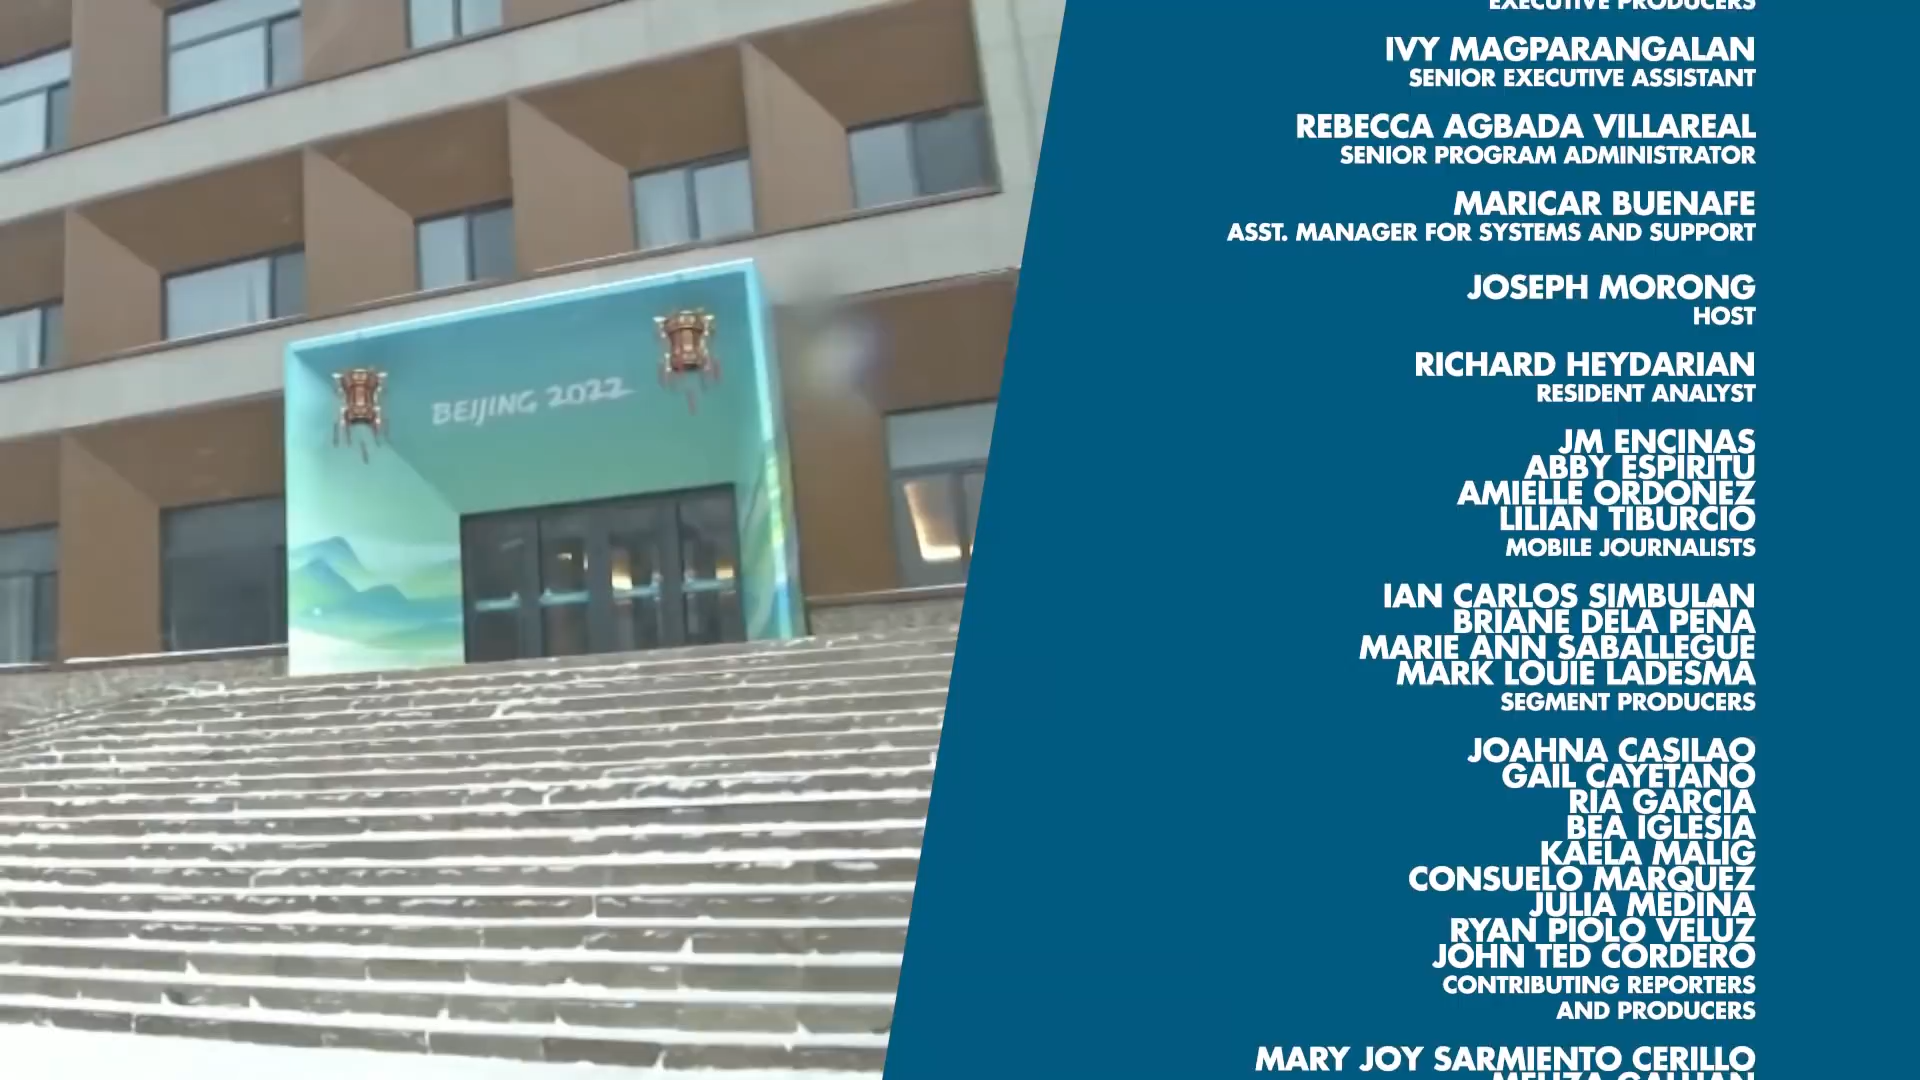 BEIJING 2022
EXECUTIVE PRODUCERS
IVY MAGPARANGALAN
SENIOR EXECUTIVE ASSISTANT
REBECCA AGBADA VILLAREAL
SENIOR PROGRAM ADMINISTRATOR
MARICAR BUENAFE
ASST. MANAGER FOR SYSTEMS AND SUPPORT
JOSEPH MORONG
HOST
RICHARD HEYDARIAN
RESIDENT ANALYST
JM ENCINAS
ABBY ESPIRITU
AMIELLE ORDONEZ
LILIAN TIBURCIO
MOBILE JOURNALISTS
IAN CARLOS SIMBULAN
BRIANE DELA PEÑA
MARIE ANN SABALLEGUE
MARK LOUIE LADESMA
SEGMENT PRODUCERS
JOAHNA CASILAO
GAIL CAYETANO
RIA GARCIA
BEA IGLESIA
KAELA MALIG
CONSUELO MARQUEZ
JULIA MEDINA
RYAN PIOLO VELUZ
JOHN TED CORDERO
CONTRIBUTING REPORTERS
AND PRODUCERS
MARY JOY SARMIENTO CERILLO